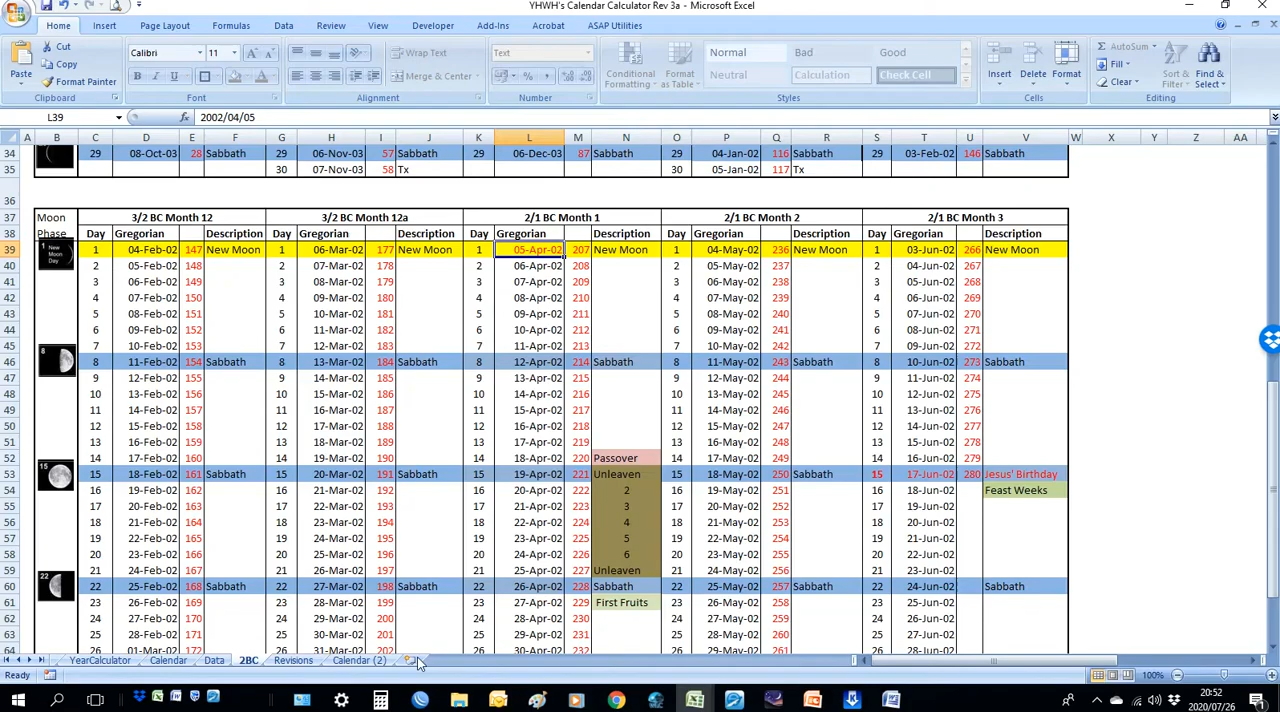 YHWH's Calendar Calculator Rev 3a - Microsoft Excel
Home Insert Page Layout Formulas Data Review View Developer Add-Ins Acrobat ASAP Utilities
Cut Calibri 11 Wrap Text Text Normal Bad Good AutoSum
Copy Fill
Paste Format Painter B I U Merge & Center Conditional Formatting Format as Table Neutral Calculation Check Cell Insert Delete Format Clear Sort & Filter Find & Select
Clipboard Font Alignment Number Styles Cells Editing
L39 2002/04/05
A B C D E F G H I J K L M N O P Q R S T U V W X Y Z AA
34 29 08-Oct-03 28 Sabbath 29 06-Nov-03 57 Sabbath 29 06-Dec-03 87 Sabbath 29 04-Jan-02 116 Sabbath 29 03-Feb-02 146 Sabbath
35 30 07-Nov-03 58 Tx 30 05-Jan-02 117 Tx
36
37 Moon 3/2 BC Month 12 3/2 BC Month 12a 2/1 BC Month 1 2/1 BC Month 2 2/1 BC Month 3
38 Phase Day Gregorian Description Day Gregorian Description Day Gregorian Description Day Gregorian Description Day Gregorian Description
39 1 New Moon Day 1 04-Feb-02 147 New Moon 1 06-Mar-02 177 New Moon 1 05-Apr-02 207 New Moon 1 04-May-02 236 New Moon 1 03-Jun-02 266 New Moon
40 2 05-Feb-02 148 2 07-Mar-02 178 2 06-Apr-02 208 2 05-May-02 237 2 04-Jun-02 267
41 3 06-Feb-02 149 3 08-Mar-02 179 3 07-Apr-02 209 3 06-May-02 238 3 05-Jun-02 268
42 4 07-Feb-02 150 4 09-Mar-02 180 4 08-Apr-02 210 4 07-May-02 239 4 06-Jun-02 269
43 5 08-Feb-02 151 5 10-Mar-02 181 5 09-Apr-02 211 5 08-May-02 240 5 07-Jun-02 270
44 6 09-Feb-02 152 6 11-Mar-02 182 6 10-Apr-02 212 6 09-May-02 241 6 08-Jun-02 271
45 7 10-Feb-02 153 7 12-Mar-02 183 7 11-Apr-02 213 7 10-May-02 242 7 09-Jun-02 272
46 8 8 11-Feb-02 154 Sabbath 8 13-Mar-02 184 Sabbath 8 12-Apr-02 214 Sabbath 8 11-May-02 243 Sabbath 8 10-Jun-02 273 Sabbath
47 9 12-Feb-02 155 9 14-Mar-02 185 9 13-Apr-02 215 9 12-May-02 244 9 11-Jun-02 274
48 10 13-Feb-02 156 10 15-Mar-02 186 10 14-Apr-02 216 10 13-May-02 245 10 12-Jun-02 275
49 11 14-Feb-02 157 11 16-Mar-02 187 11 15-Apr-02 217 11 14-May-02 246 11 13-Jun-02 276
50 12 15-Feb-02 158 12 17-Mar-02 188 12 16-Apr-02 218 12 15-May-02 247 12 14-Jun-02 277
51 13 16-Feb-02 159 13 18-Mar-02 189 13 17-Apr-02 219 13 16-May-02 248 13 15-Jun-02 278
52 14 17-Feb-02 160 14 19-Mar-02 190 14 18-Apr-02 220 Passover 14 17-May-02 249 14 16-Jun-02 279
53 15 15 18-Feb-02 161 Sabbath 15 20-Mar-02 191 Sabbath 15 19-Apr-02 221 Unleaven 15 18-May-02 250 Sabbath 15 17-Jun-02 280 Jesus' Birthday
54 16 19-Feb-02 162 16 21-Mar-02 192 16 20-Apr-02 222 2 16 19-May-02 251 16 18-Jun-02 Feast Weeks
55 17 20-Feb-02 163 17 22-Mar-02 193 17 21-Apr-02 223 3 17 20-May-02 252 17 19-Jun-02
56 18 21-Feb-02 164 18 23-Mar-02 194 18 22-Apr-02 224 4 18 21-May-02 253 18 20-Jun-02
57 19 22-Feb-02 165 19 24-Mar-02 195 19 23-Apr-02 225 5 19 22-May-02 254 19 21-Jun-02
58 20 23-Feb-02 166 20 25-Mar-02 196 20 24-Apr-02 226 6 20 23-May-02 255 20 22-Jun-02
59 21 24-Feb-02 167 21 26-Mar-02 197 21 25-Apr-02 227 Unleaven 21 24-May-02 256 21 23-Jun-02
60 22 22 25-Feb-02 168 Sabbath 22 27-Mar-02 198 Sabbath 22 26-Apr-02 228 Sabbath 22 25-May-02 257 Sabbath 22 24-Jun-02 Sabbath
61 23 26-Feb-02 169 23 28-Mar-02 199 23 27-Apr-02 229 First Fruits 23 26-May-02 258 23 25-Jun-02
62 24 27-Feb-02 170 24 29-Mar-02 200 24 28-Apr-02 230 24 27-May-02 259 24 26-Jun-02
63 25 28-Feb-02 171 25 30-Mar-02 201 25 29-Apr-02 231 25 28-May-02 260 25 27-Jun-02
64 26 01-Mar-02 172 26 31-Mar-02 202 26 30-Apr-02 232 26 29-May-02 261 26 28-Jun-02
YearCalculator Calendar Data 2BC Revisions Calendar (2)
Ready 100%
20:52
2020/07/26